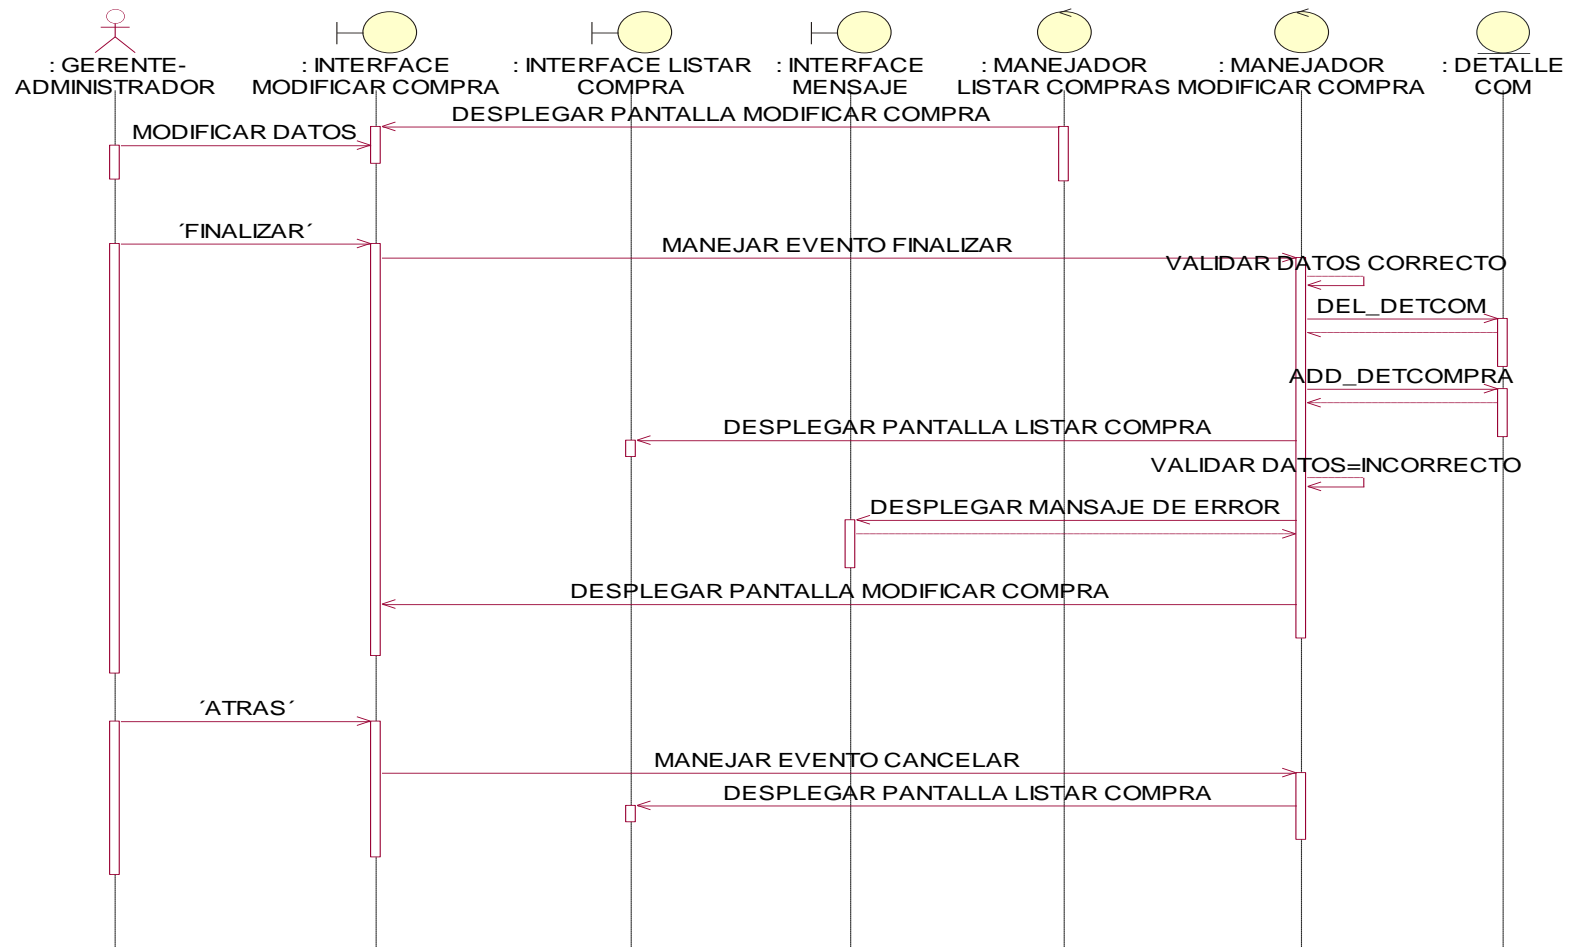 : GERENTE-
ADMINISTRADOR
: INTERFACE
MODIFICAR COMPRA
: INTERFACE LISTAR
COMPRA
: INTERFACE
MENSAJE
: MANEJADOR
LISTAR COMPRAS
: MANEJADOR
MODIFICAR COMPRA
: DETALLE
COM
DESPLEGAR PANTALLA MODIFICAR COMPRA
MODIFICAR DATOS
´FINALIZAR´
MANEJAR EVENTO FINALIZAR
VALIDAR DATOS CORRECTO
DEL_DETCOM
ADD_DETCOMPRA
DESPLEGAR PANTALLA LISTAR COMPRA
VALIDAR DATOS=INCORRECTO
DESPLEGAR MANSAJE DE ERROR
DESPLEGAR PANTALLA MODIFICAR COMPRA
´ATRAS´
MANEJAR EVENTO CANCELAR
DESPLEGAR PANTALLA LISTAR COMPRA